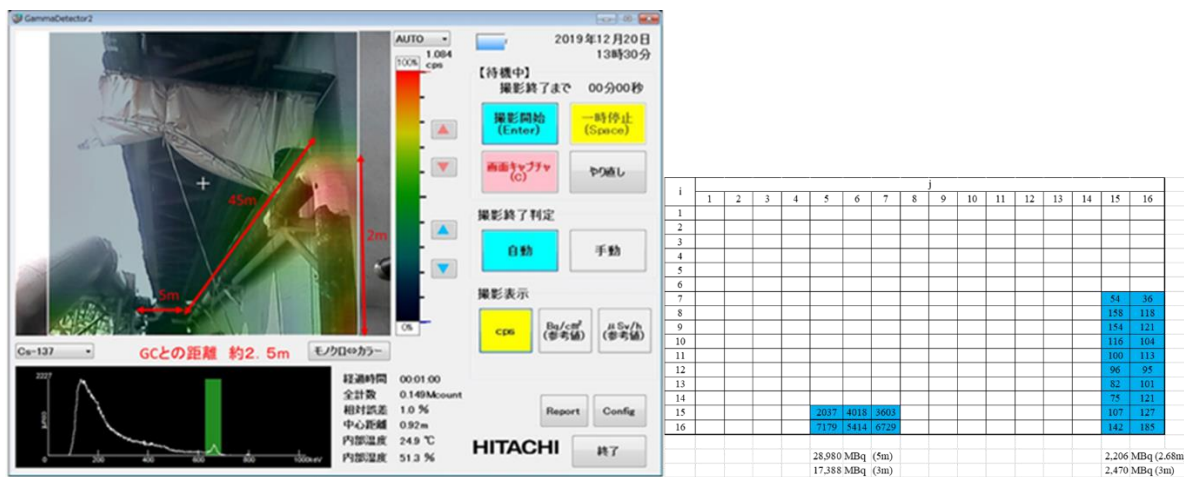 GammaDetector2
AUTO
100%
1.084
cps
0%
45m
2m
5m
Cs-137
GCとの距離 約2.5m
モノクロ⇔カラー
2227
0
200
400
600
800
1000keV
経過時間 00:01:00
全計数 0.149Mcount
相対誤差 1.0 %
中心距離 0.92m
内部温度 24.9 ℃
内部湿度 51.3 %
2019年12月20日
13時30分
【待機中】
撮影終了まで 00分00秒
撮影開始
(Enter)
一時停止
(Space)
画面キャプチャ
(C)
やり直し
撮影終了判定
自動
手動
撮影表示
cps
Bq/c㎡
(参考値)
μSv/h
(参考値)
Report
Config
HITACHI
終了
i j
1 2 3 4 5 6 7 8 9 10 11 12 13 14 15 16
1
2
3
4
5
6
7 54 36
8 158 118
9 154 121
10 116 104
11 100 113
12 96 95
13 82 101
14 75 121
15 2037 4018 3603 107 127
16 7179 5414 6729 142 185
28,980 MBq (5m) 2,206 MBq (2.68m
17,388 MBq (3m) 2,470 MBq (3m)